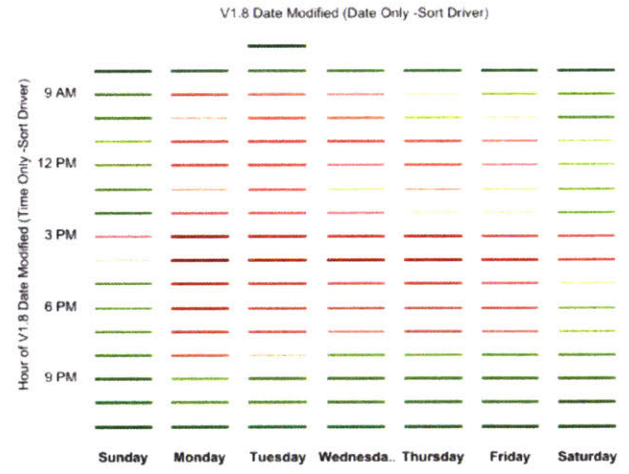 V1.8 Date Modified (Date Only -Sort Driver)
Hour of V1.8 Date Modified (Time Only -Sort Driver)
9 AM
12 PM
3 PM
6 PM
9 PM
Sunday Monday Tuesday Wednesda.. Thursday Friday Saturday